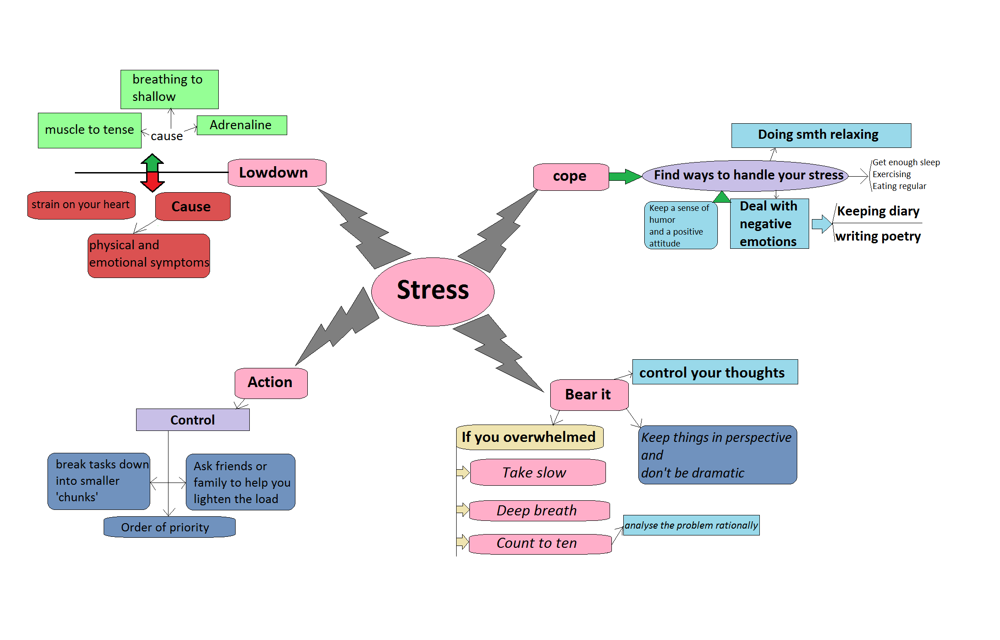 breathing to
shallow
muscle to tense
cause
Adrenaline
Lowdown
strain on your heart
Cause
physical and
emotional symptoms
cope
Find ways to handle your stress
Doing smth relaxing
Get enough sleep
Exercising
Eating regular
Keep a sense of
humor
and a positive
attitude
Deal with
negative
emotions
Keeping diary
writing poetry
Stress
Action
Control
break tasks down
into smaller
'chunks'
Ask friends or
family to help you
lighten the load
Order of priority
Bear it
control your thoughts
If you overwhelmed
Take slow
Deep breath
Count to ten
analyse the problem rationally
Keep things in perspective
and
don't be dramatic